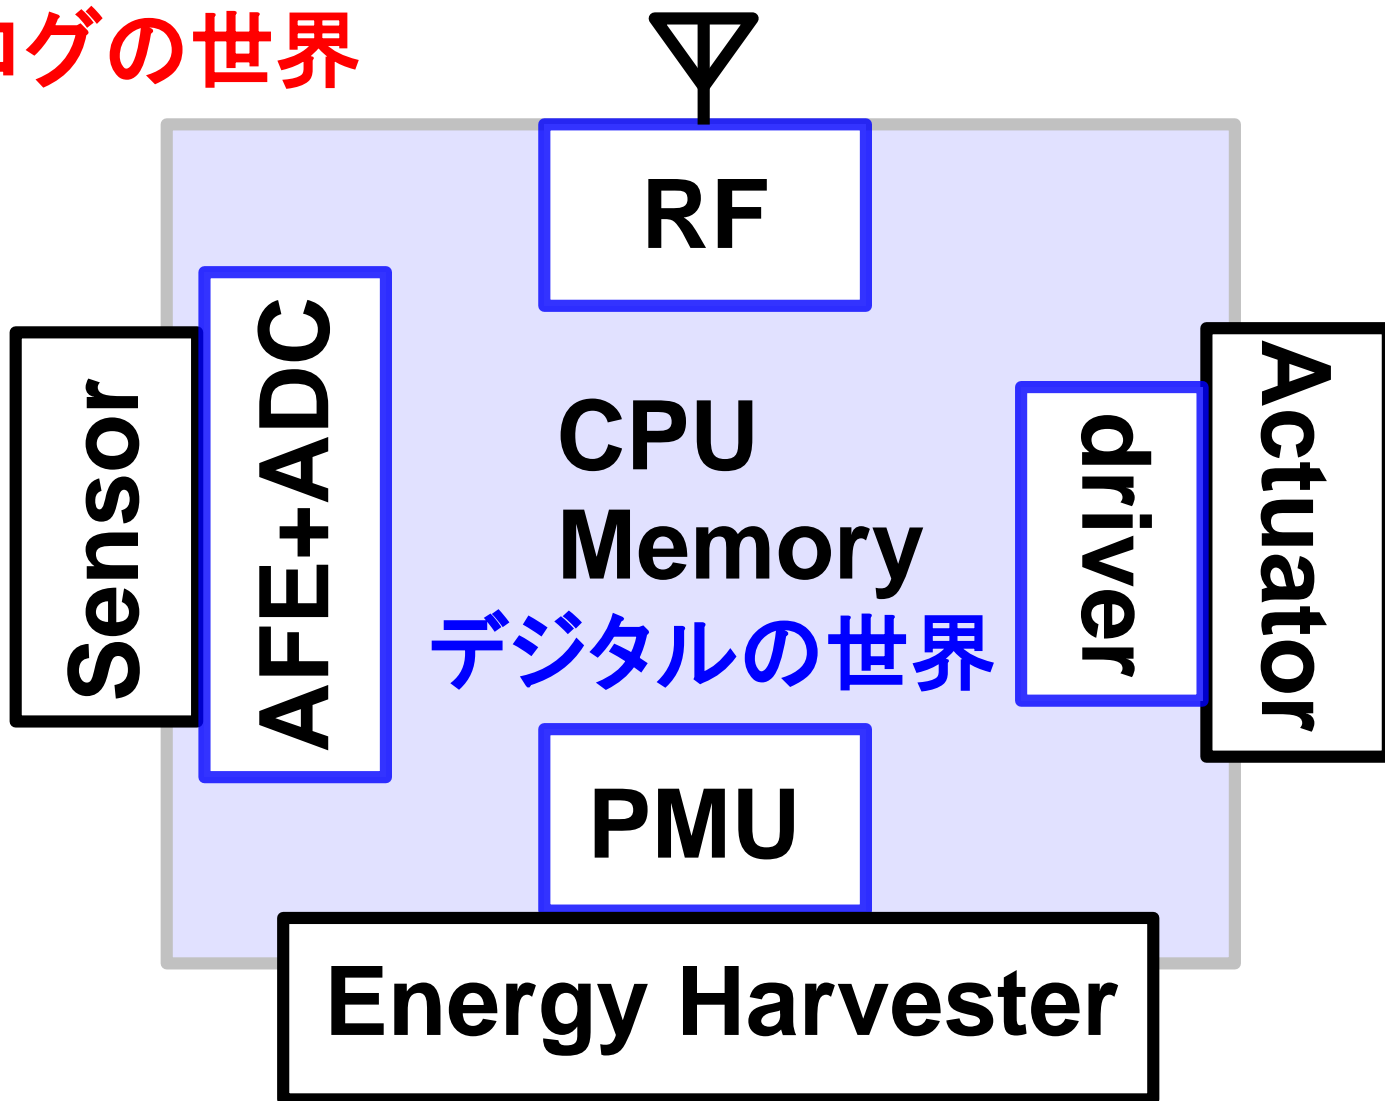 ログの世界
RF
Sensor
AFE+ADC
CPU
Memory
デジタルの世界
driver
Actuator
PMU
Energy Harvester